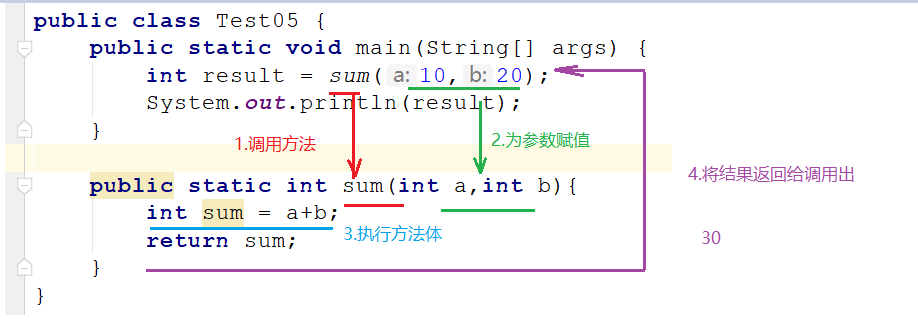 public class Test05 {
public static void main(String[] args) {
int result = sum( a: 10, b: 20);
System.out.println(result);
}
1.调用方法
2.为参数赋值
4.将结果返回给调用出
public static int sum(int a,int b){
int sum = a+b;
3.执行方法体
return sum;
30
}
}